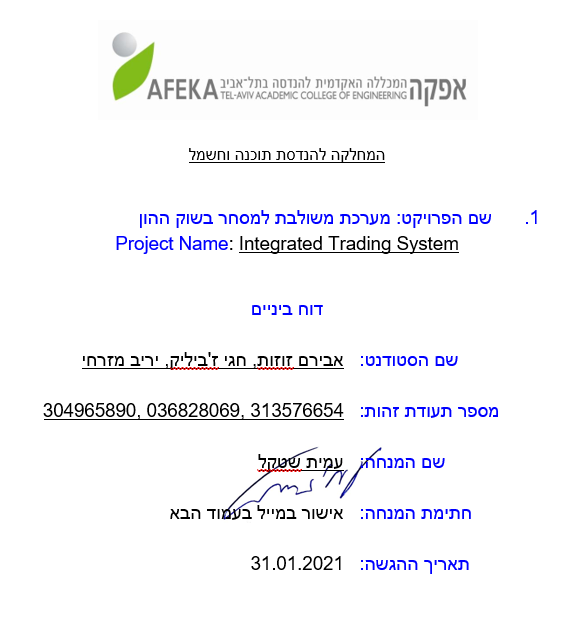 אפקה המכללה האקדמית להנדסה בתל־אביב
AFEKA TEL-AVIV ACADEMIC COLLEGE OF ENGINEERING
המחלקה להנדסת תוכנה וחשמל
1. שם הפרויקט: מערכת משולבת למסחר בשוק ההון
Project Name: Integrated Trading System
דוח ביניים
שם הסטודנט: אבירם זוזות, חגי ז'ביליק, יריב מזרחי
מספר תעודת זהות: 304965890, 036828069, 313576654
שם המנחה: עמית שטקל
חתימת המנחה: אישור במייל בעמוד הבא
תאריך ההגשה: 31.01.2021